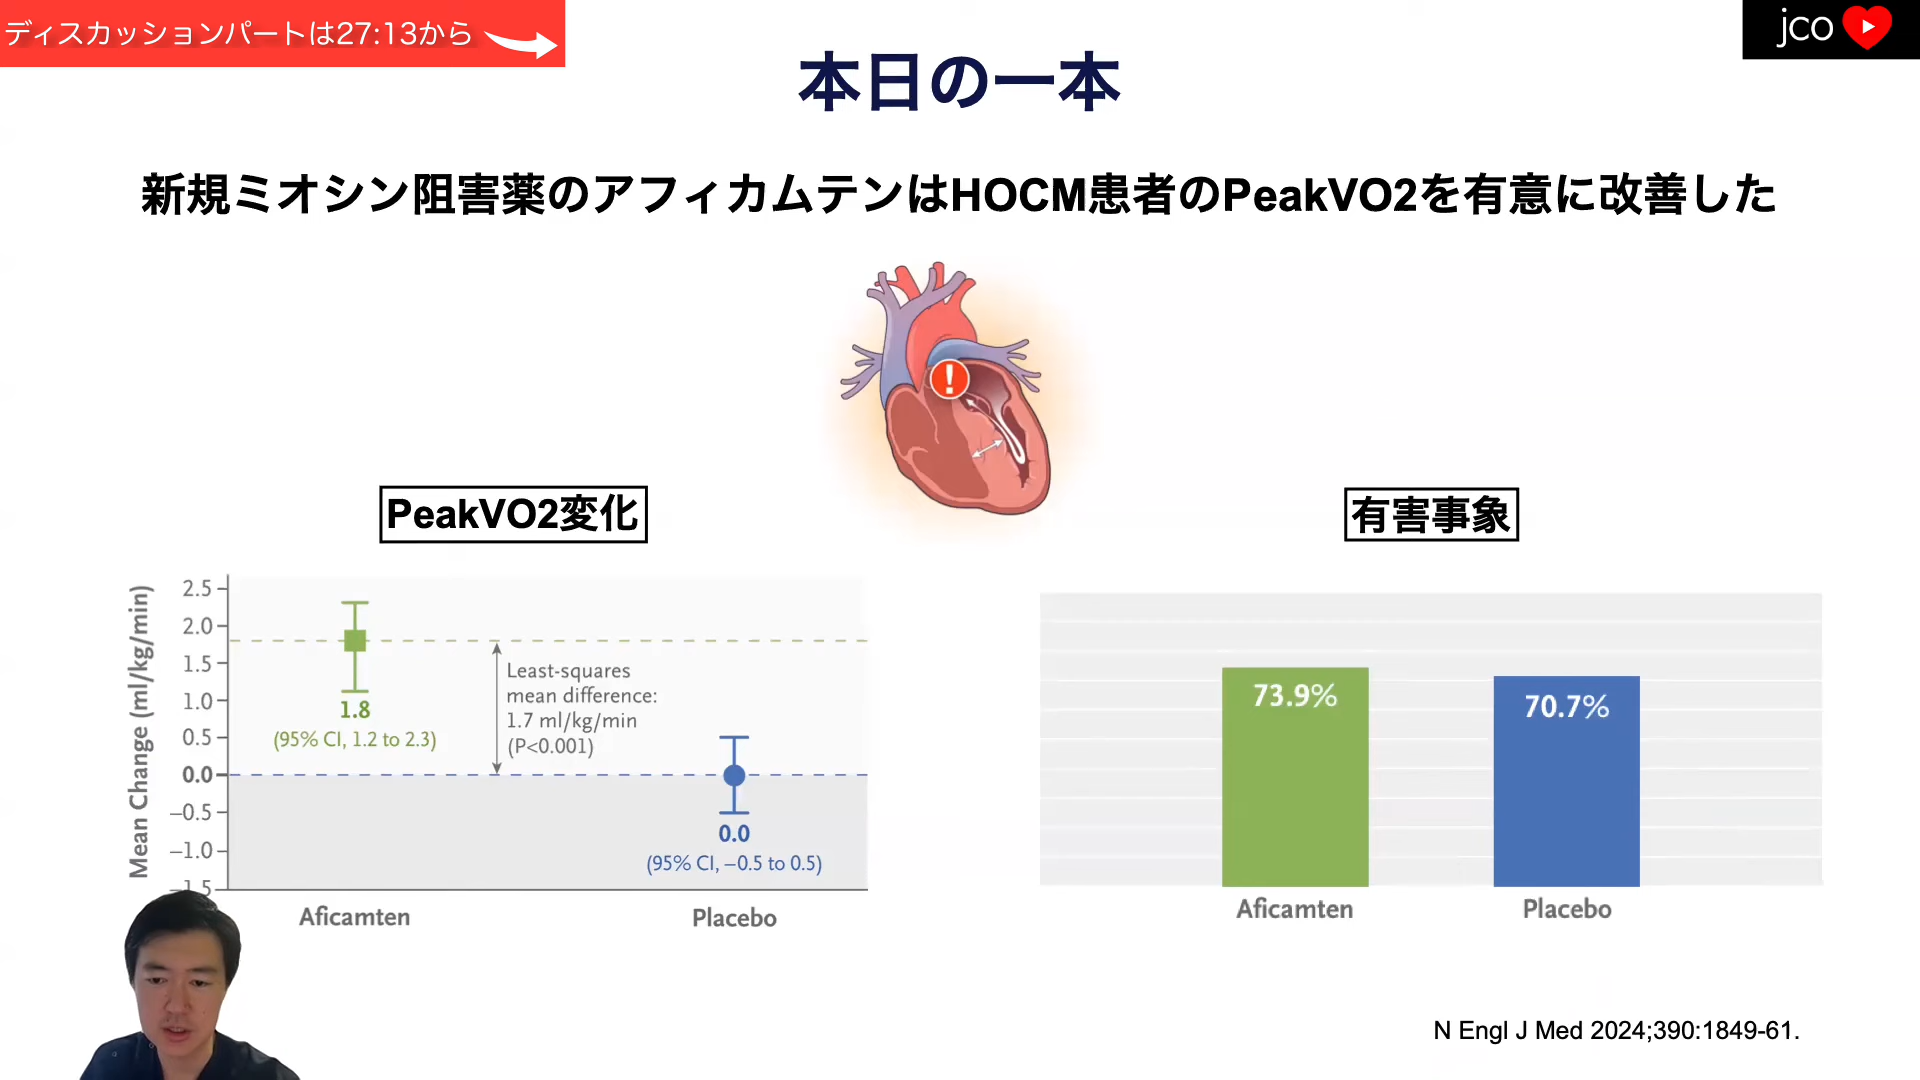 ディスカッションパートは27:13から
jco
本日の一本
新規ミオシン阻害薬のアフィカムテンはHOCM患者のPeakVO2を有意に改善した
!
PeakVO2変化
Mean Change (ml/kg/min)
2.5
2.0
1.5
1.0
0.5
0.0
−0.5
−1.0
−1.5
1.8
(95% CI, 1.2 to 2.3)
Least-squares
mean difference:
1.7 ml/kg/min
(P<0.001)
0.0
(95% CI, −0.5 to 0.5)
Aficamten
Placebo
有害事象
73.9%
70.7%
Aficamten
Placebo
N Engl J Med 2024;390:1849-61.